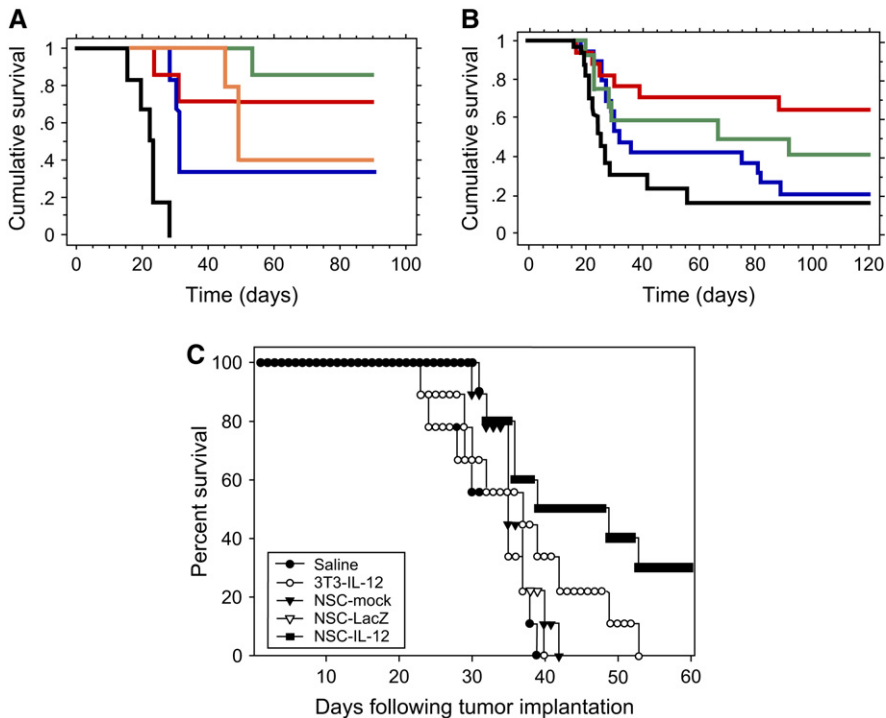 A
Cumulative survival
1
.8
.6
.4
.2
0
0 20 40 60 80 100
Time (days)
B
Cumulative survival
1
.8
.6
.4
.2
0
0 20 40 60 80 100 120
Time (days)
C
Percent survival
100
80
60
40
20
0
Saline
3T3-IL-12
NSC-mock
NSC-LacZ
NSC-IL-12
10 20 30 40 50 60
Days following tumor implantation